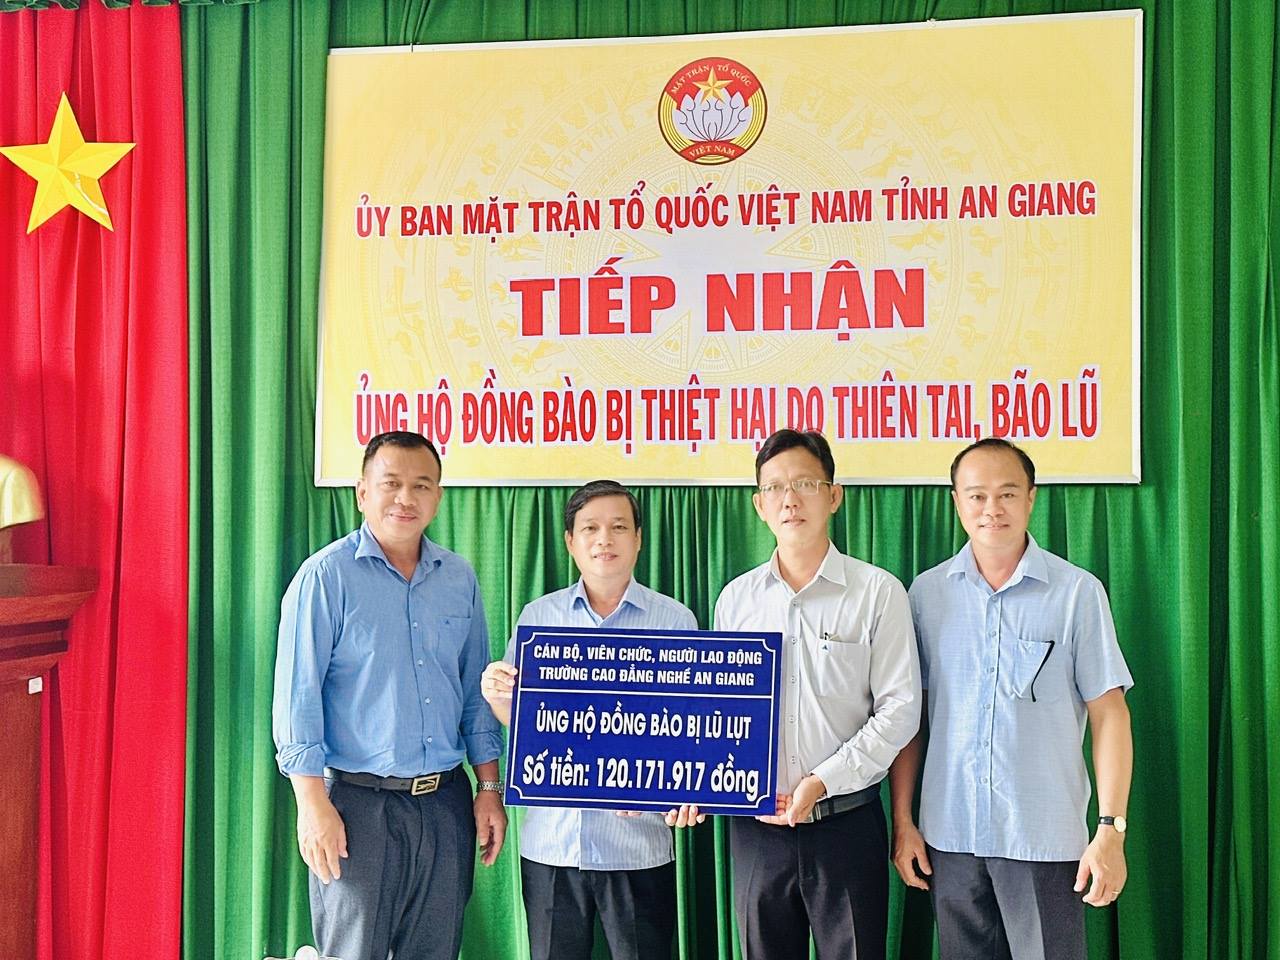 MẶT TRẬN TỔ QUỐC
VIỆT NAM
ỦY BAN MẶT TRẬN TỔ QUỐC VIỆT NAM TỈNH AN GIANG
TIẾP NHẬN
ỦNG HỘ ĐỒNG BÀO BỊ THIỆT HẠI DO THIÊN TAI, BÃO LŨ
CÁN BỘ, VIÊN CHỨC, NGƯỜI LAO ĐỘNG
TRƯỜNG CAO ĐẲNG NGHỀ AN GIANG
ỦNG HỘ ĐỒNG BÀO BỊ LŨ LỤT
Số tiền: 120.171.917 đồng